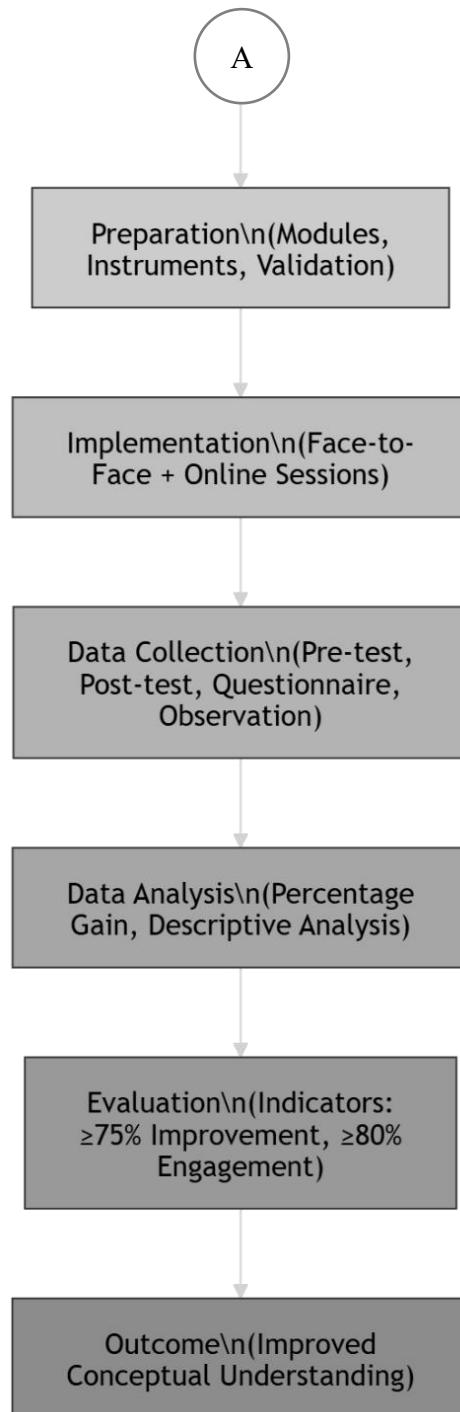 A
Preparation\n(Modules,
Instruments, Validation)
Implementation\n(Face-to-
Face + Online Sessions)
Data Collection\n(Pre-test,
Post-test, Questionnaire,
Observation)
Data Analysis\n(Percentage
Gain, Descriptive Analysis)
Evaluation\n(Indicators:
≥75% Improvement, ≥80%
Engagement)
Outcome\n(Improved
Conceptual Understanding)